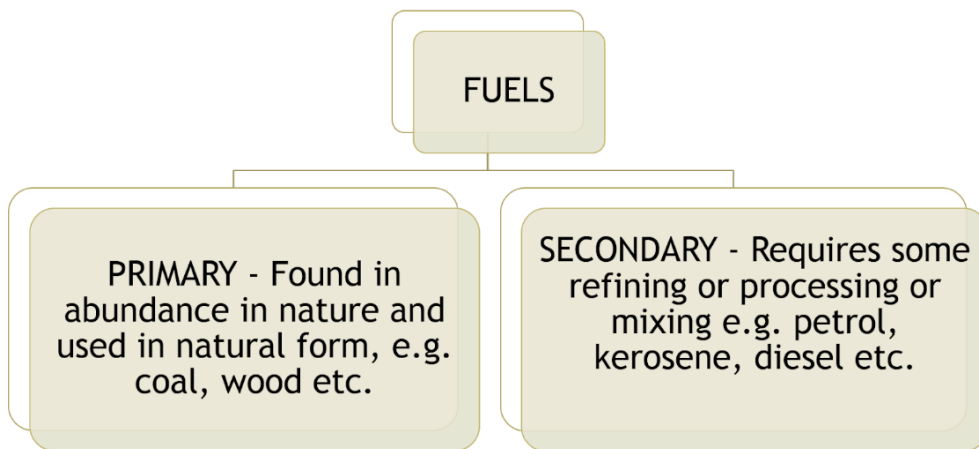 FUELS
PRIMARY - Found in
abundance in nature and
used in natural form, e.g.
coal, wood etc.
SECONDARY - Requires some
refining or processing or
mixing e.g. petrol,
kerosene, diesel etc.